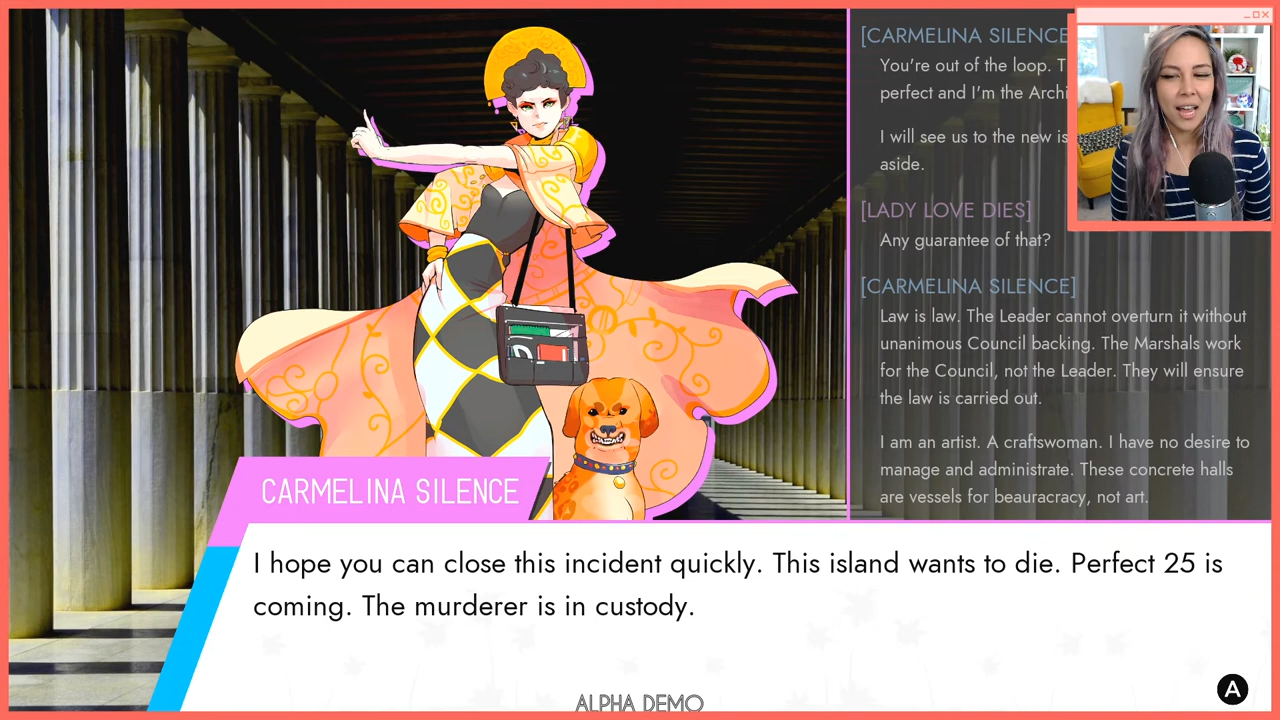 [CARMELINA SILENCE
You're out of the loop. T
perfect and I'm the Archi
I will see us to the new is
aside.
[LADY LOVE DIES]
Any guarantee of that?
[CARMELINA SILENCE]
Law is law. The Leader cannot overturn it without
unanimous Council backing. The Marshals work
for the Council, not the Leader. They will ensure
the law is carried out.
I am an artist. A craftswoman. I have no desire to
manage and administrate. These concrete halls
are vessels for beauracracy, not art.
CARMELINA SILENCE
I hope you can close this incident quickly. This island wants to die. Perfect 25 is
coming. The murderer is in custody.
A
ALPHA DEMO